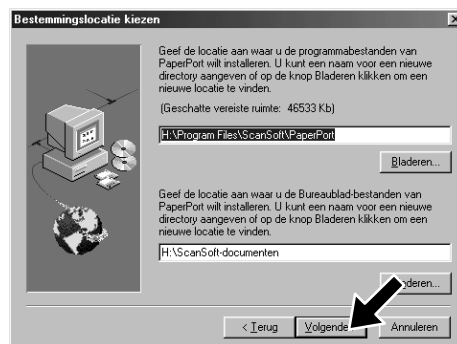 Bestemmingslocatie kiezen
Geef de locatie aan waar u de programmabestanden van
PaperPort wilt installeren. U kunt een naam voor een nieuwe
directory aangeven of op de knop Bladeren klikken om een
nieuwe locatie te vinden.
(Geschatte vereiste ruimte: 46533 Kb)
H:\Program Files\ScanSoft\PaperPort
Bladeren...
Geef de locatie aan waar u de Bureaublad-bestanden van
PaperPort wilt installeren. U kunt een naam voor een nieuwe
directory aangeven of op de knop Bladeren klikken om een
nieuwe locatie te vinden.
H:\ScanSoft-documenten
deren...
< Terug Volgende Annuleren